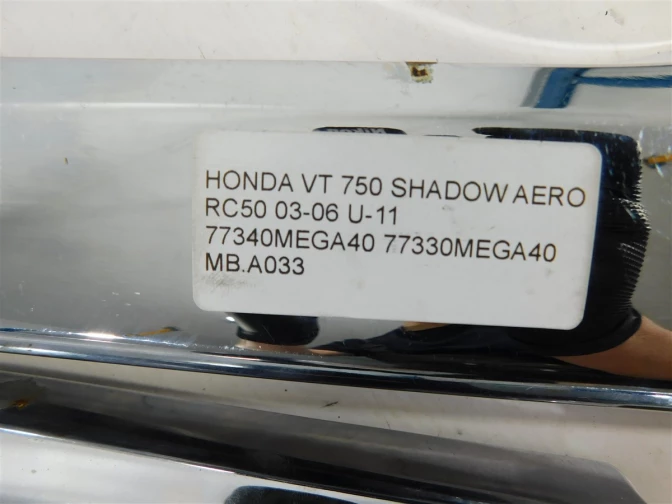 HONDA VT 750 SHADOW AERO
RC50 03-06 U-11
77340MEGA40 77330MEGA40
MB.A033